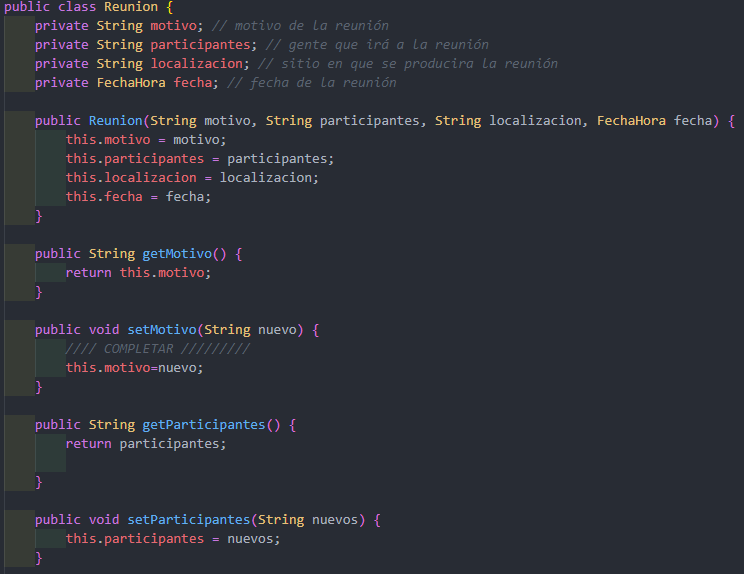 public class Reunion {
private String motivo; // motivo de la reunión
private String participantes; // gente que irá a la reunión
private String localizacion; // sitio en que se producira la reunión
private FechaHora fecha; // fecha de la reunión
public Reunion(String motivo, String participantes, String localizacion, FechaHora fecha) {
this.motivo = motivo;
this.participantes = participantes;
this.localizacion = localizacion;
this.fecha = fecha;
}
public String getMotivo() {
return this.motivo;
}
public void setMotivo(String nuevo) {
//// COMPLETAR /////////
this.motivo=nuevo;
}
public String getParticipantes() {
return participantes;
}
public void setParticipantes(String nuevos) {
this.participantes = nuevos;
}